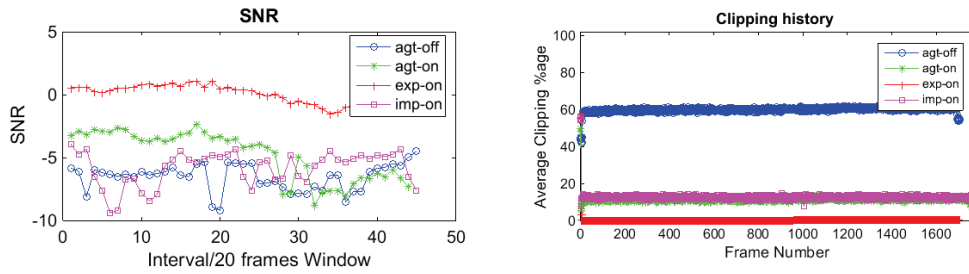 SNR
5
0
-5
-10
SNR
0
10
20
30
40
50
Interval/20 frames Window
agt-off
agt-on
exp-on
imp-on
Clipping history
100
80
60
40
20
0
Average Clipping %age
0
200
400
600
800
1000
1200
1400
1600
Frame Number
agt-off
agt-on
exp-on
imp-on